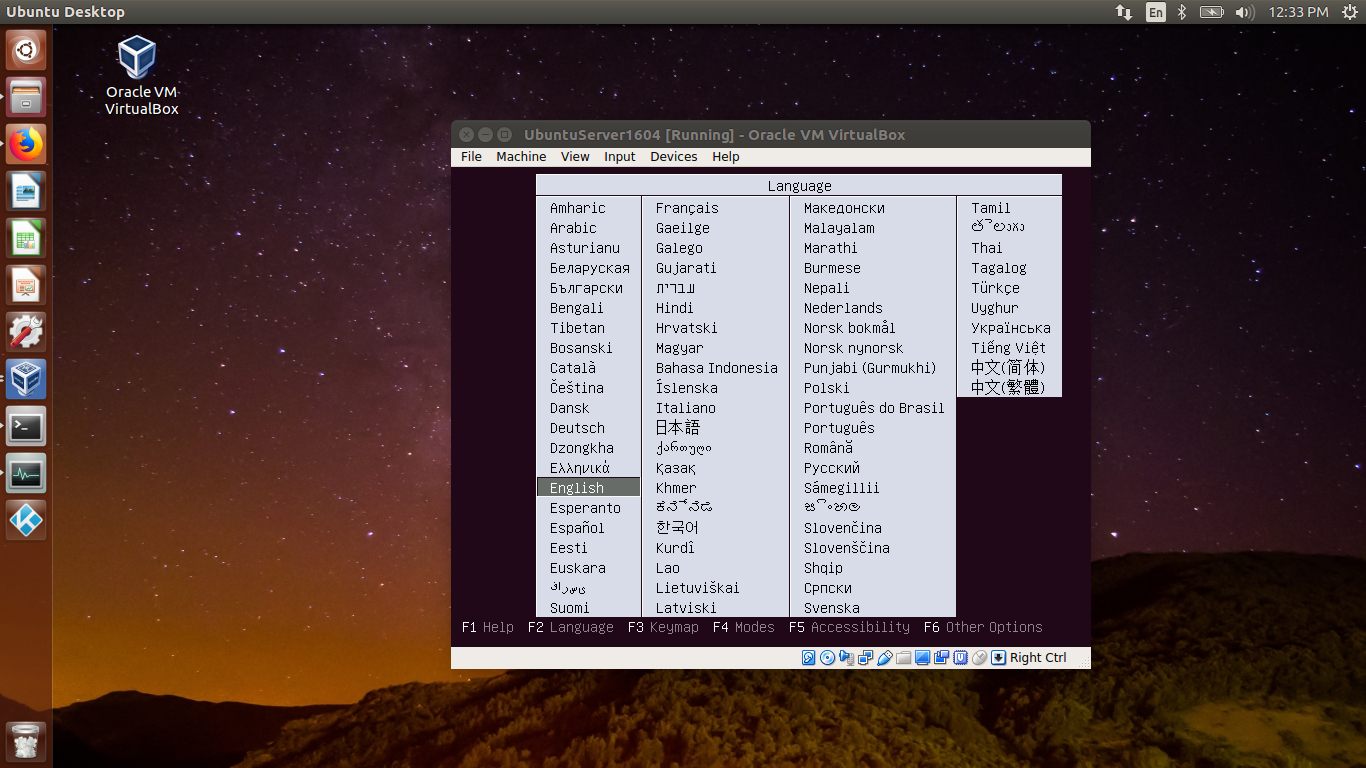 Ubuntu Desktop
En
12:33 PM
Oracle VM
VirtualBox
UbuntuServer1604 [Running] - Oracle VM VirtualBox
File Machine View Input Devices Help
Language
Amharic
Arabic
Asturianu
Беларуская
Български
Bengali
Tibetan
Bosanski
Català
Čeština
Dansk
Deutsch
Dzongkha
Ελληνικά
English
Esperanto
Español
Eesti
Euskara
ﻰﺳﺭﺎﻓ
Suomi
Français
Gaeilge
Galego
Gujarati
עברית
Hindi
Hrvatski
Magyar
Bahasa Indonesia
Íslenska
Italiano
日本語
ქართული
Қазақ
Khmer
ಕನ್ನಡ
한국어
Kurdî
Lao
Lietuviškai
Latviski
Македонски
Malayalam
Marathi
Burmese
Nepali
Nederlands
Norsk bokmål
Norsk nynorsk
Punjabi (Gurmukhi)
Polski
Português do Brasil
Português
Română
Русский
Sámegillii
සිංහල
Slovenčina
Slovenščina
Shqip
Српски
Svenska
Tamil
తెలుగు
Thai
Tagalog
Türkçe
Uyghur
Українська
Tiếng Việt
中文(简体)
中文(繁體)
F1 Help F2 Language F3 Keymap F4 Modes F5 Accessibility F6 Other Options
Right Ctrl